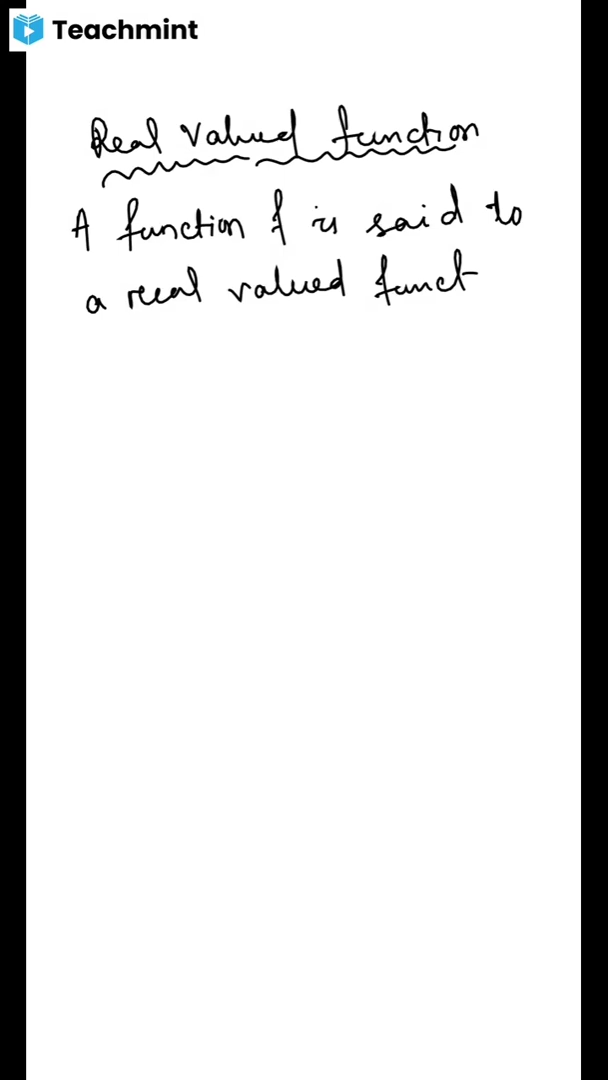 Teachmint
Real valued function
A function f is said to
a real valued funct